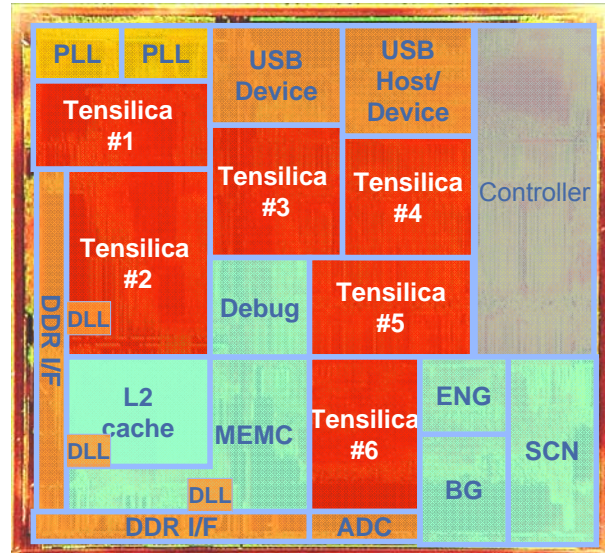 PLL
PLL
USB
Device
USB
Host/
Device
Tensilica
#1
Tensilica
#3
Tensilica
#4
Controller
Tensilica
#2
DDR I/F
DLL
Debug
Tensilica
#5
L2
cache
DLL
MEMC
DLL
Tensilica
#6
ENG
BG
SCN
DDR I/F
ADC